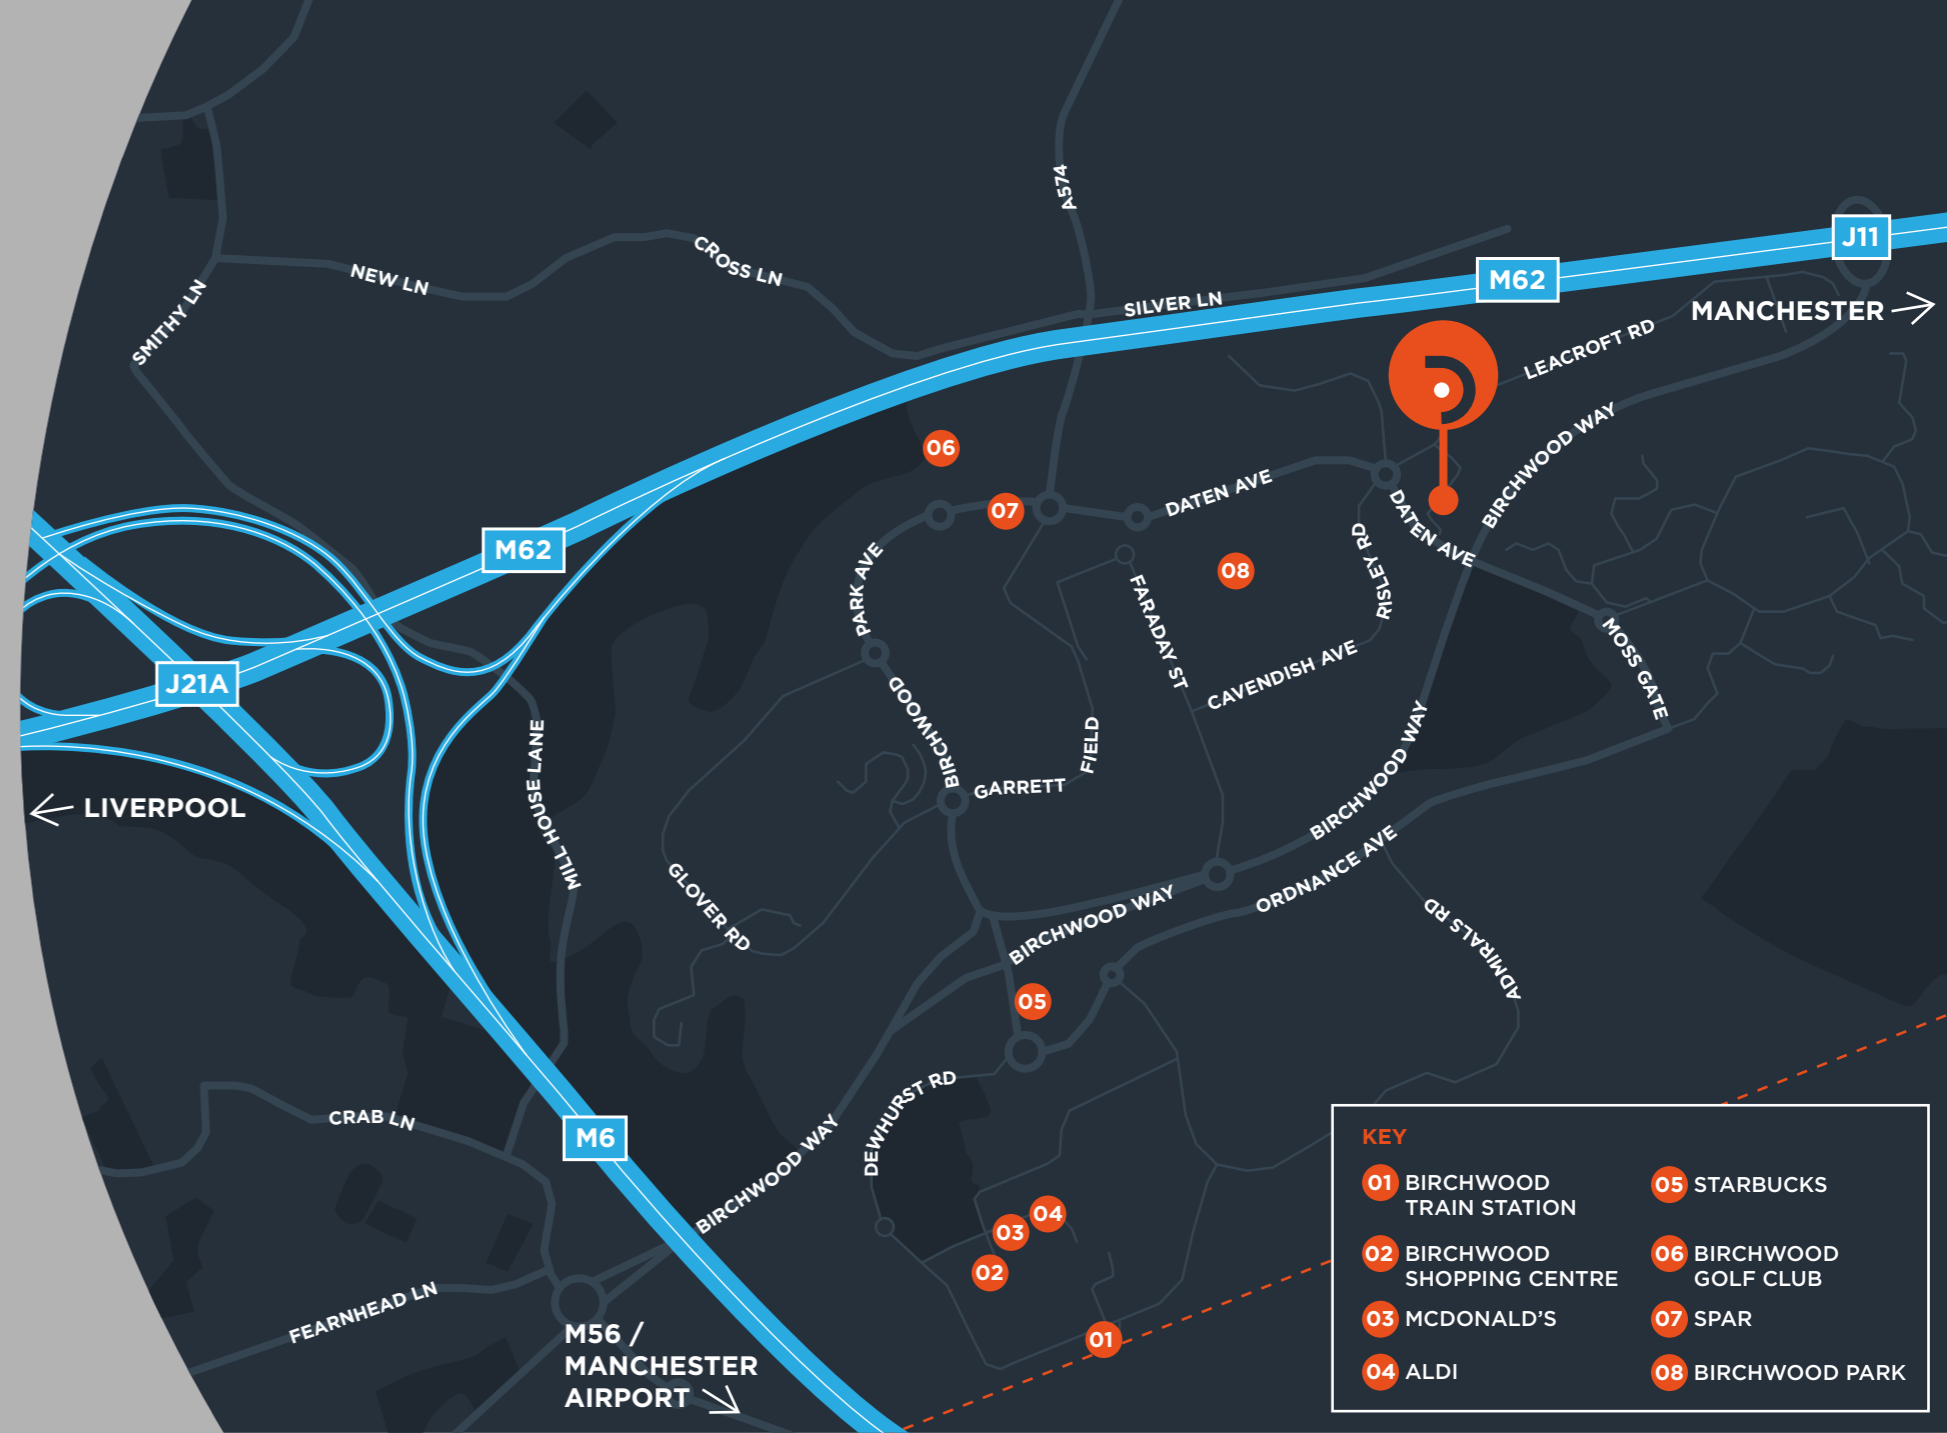 A574
J11
M62
MANCHESTER
CROSS LN
NEW LN
SILVER LN
SMITHY LN
LEACROFT RD
BIRCHWOOD WAY
06
07
DATEN AVE
DATEN AVE
M62
PARK AVE
08
RISLEY RD
FARADAY ST
CAVENDISH AVE
MOSS GATE
J21A
BIRCHWOOD
FIELD
GARRETT
MILL HOUSE LANE
LIVERPOOL
BIRCHWOOD WAY
ORDNANCE AVE
GLOVER RD
BIRCHWOOD WAY
ADMIRALS RD
05
DEWHURST RD
CRAB LN
M6
BIRCHWOOD WAY
04
03
02
01
FEARNHEAD LN
M56 /
MANCHESTER
AIRPORT
KEY
01 BIRCHWOOD
TRAIN STATION
02 BIRCHWOOD
SHOPPING CENTRE
03 MCDONALD'S
04 ALDI
05 STARBUCKS
06 BIRCHWOOD
GOLF CLUB
07 SPAR
08 BIRCHWOOD PARK